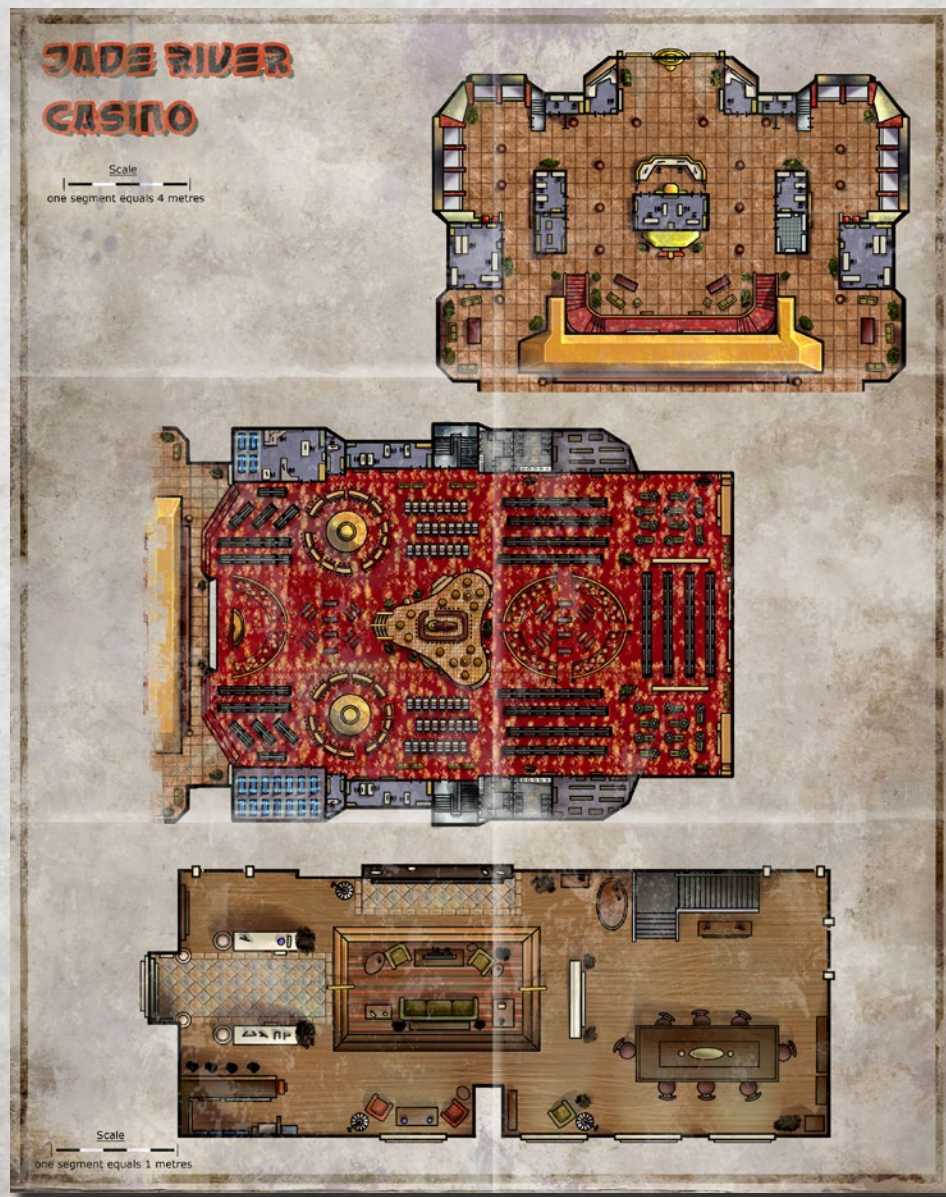 JADE RIVER
CASINO
Scale
one segment equals 4 metres
Scale
one segment equals 1 metres